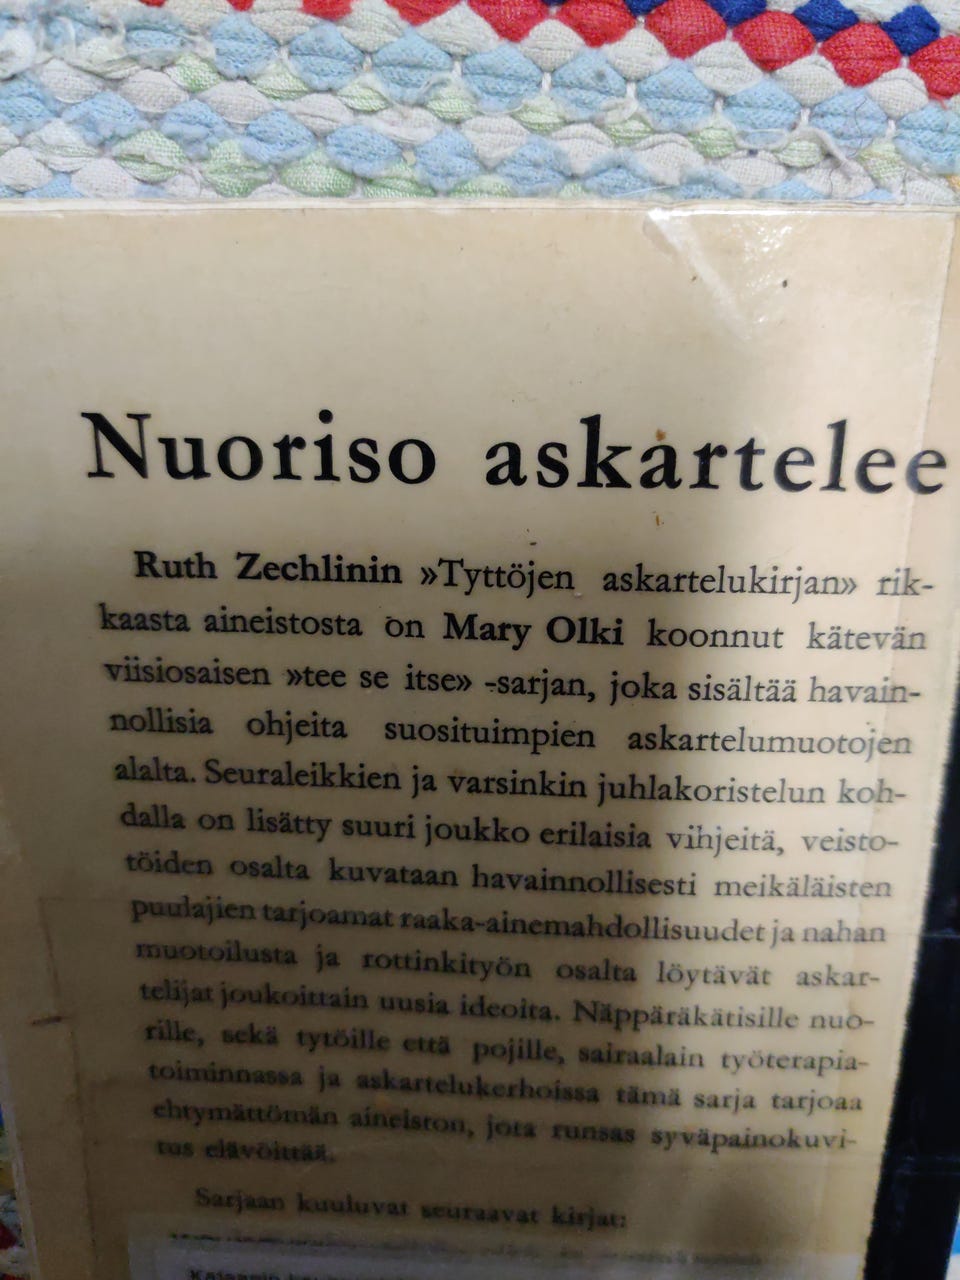 Nuoriso askartelee
Ruth Zechlinin »Tyttöjen askartelukirjan» rik-
kaasta aineistosta on Mary Olki koonnut kätevän
viisiosaisen »tee se itse» -sarjan, joka sisältää havain-
nollisia ohjeita suosituimpien askartelumuotojen
alalta. Seuraleikkien ja varsinkin juhlakoristelun koh-
dalla on lisätty suuri joukko erilaisia vihjeitä, veisto-
töiden osalta kuvataan havainnollisesti meikäläisten
puulajien tarjoamat raaka-ainemahdollisuudet ja nahan
muotoilusta ja rottinkityön osalta löytävät askar-
telijat joukoittain uusia ideoita. Näppäräkätisille nuo-
rille, sekä tytöille että pojille, sairaalain työterapia-
toiminnassa ja askartelukerhoissa tämä sarja tarjoaa
ehtymättömän aineiston, jota runsas syväpainokuvi-
tus elävöittää.
Sarjaan kuuluvat seuraavat kirjat: